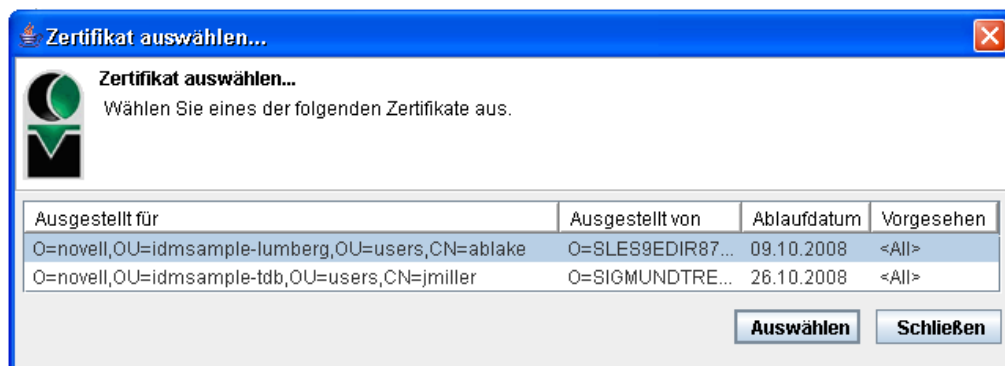 Zertifikat auswählen...
Zertifikat auswählen...
Wählen Sie eines der folgenden Zertifikate aus.
Ausgestellt für Ausgestellt von Ablaufdatum Vorgesehen
O=novell,OU=idmsample-lumberg,OU=users,CN=ablake O=SLES9EDIR87... 09.10.2008 <All>
O=novell,OU=idmsample-tdb,OU=users,CN=jmiller O=SIGMUNDTRE... 26.10.2008 <All>
Auswählen Schließen